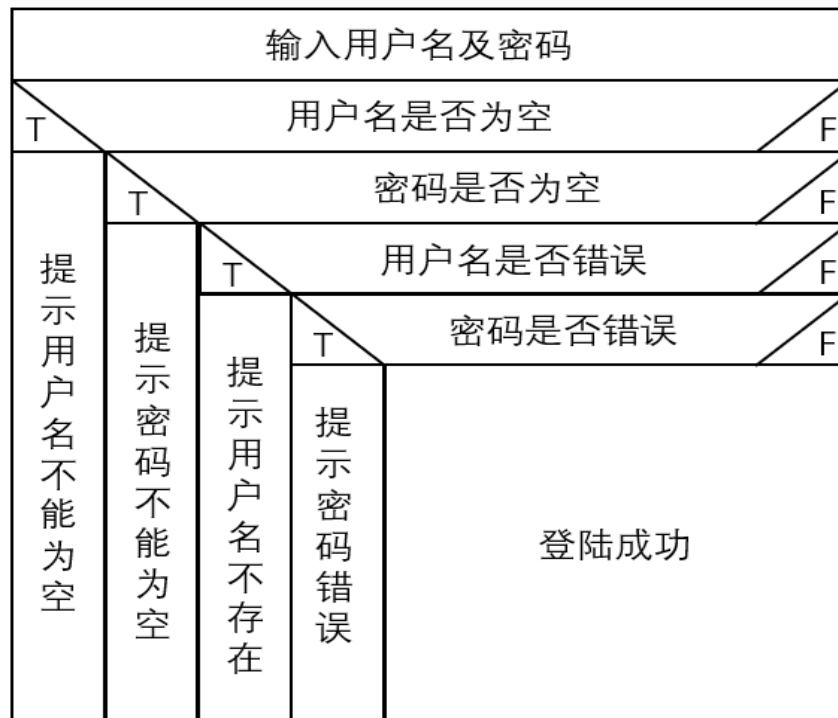 输入用户名及密码
T 用户名是否为空 F
T 密码是否为空 F
T 用户名是否错误 F
T 密码是否错误 F
提示用户名不能为空
提示密码不能为空
提示用户名不存在
提示密码错误
登陆成功